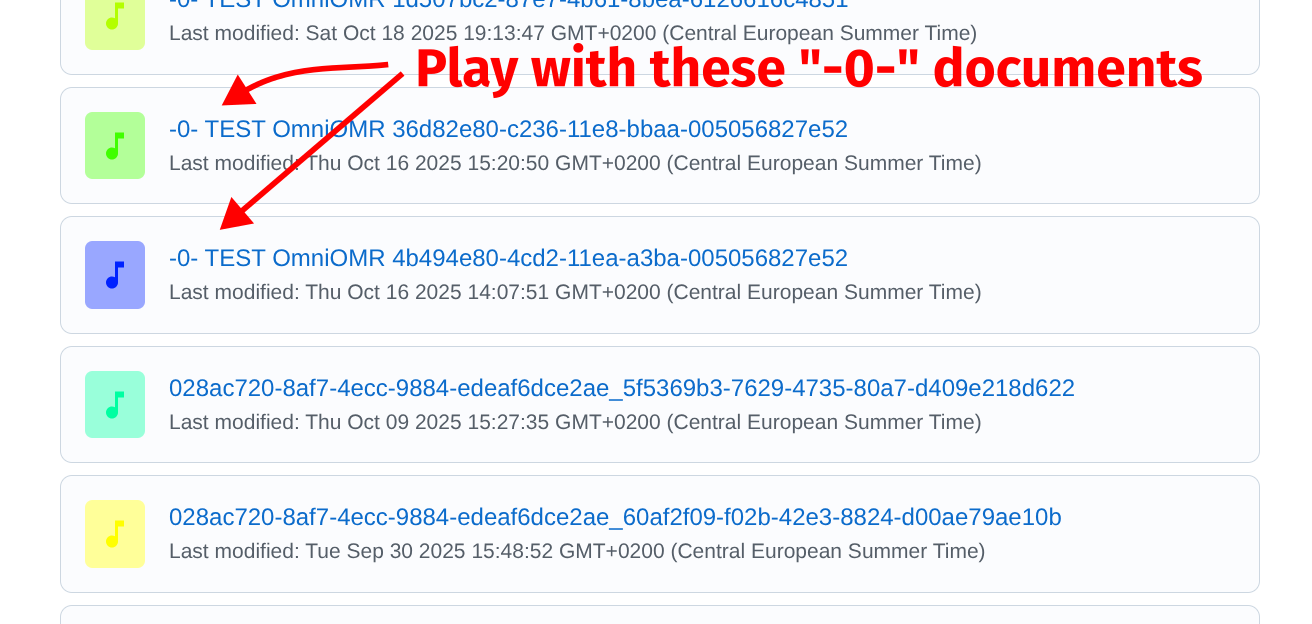 -0- TEST OmniOMR 1d507bc2-87e7-4b61-8bea-6126616c4851
Last modified: Sat Oct 18 2025 19:13:47 GMT+0200 (Central European Summer Time)
Play with these "-0-" documents
-0- TEST OmniOMR 36d82e80-c236-11e8-bbaa-005056827e52
Last modified: Thu Oct 16 2025 15:20:50 GMT+0200 (Central European Summer Time)
-0- TEST OmniOMR 4b494e80-4cd2-11ea-a3ba-005056827e52
Last modified: Thu Oct 16 2025 14:07:51 GMT+0200 (Central European Summer Time)
028ac720-8af7-4ecc-9884-edeaf6dce2ae_5f5369b3-7629-4735-80a7-d409e218d622
Last modified: Thu Oct 09 2025 15:27:35 GMT+0200 (Central European Summer Time)
028ac720-8af7-4ecc-9884-edeaf6dce2ae_60af2f09-f02b-42e3-8824-d00ae79ae10b
Last modified: Tue Sep 30 2025 15:48:52 GMT+0200 (Central European Summer Time)